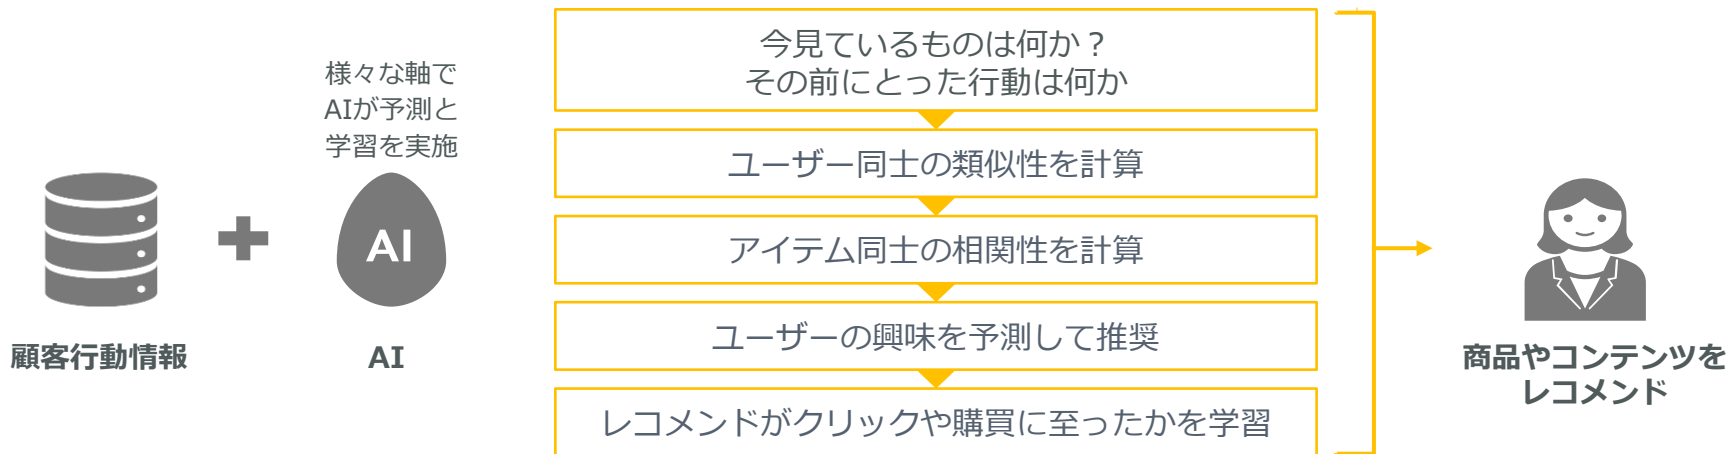 様々な軸で
AIが予測と
学習を実施
AI
顧客行動情報
AI
今見ているものは何か？
その前にとった行動は何か
ユーザー同士の類似性を計算
アイテム同士の相関性を計算
ユーザーの興味を予測して推奨
レコメンドがクリックや購買に至ったかを学習
商品やコンテンツを
レコメンド